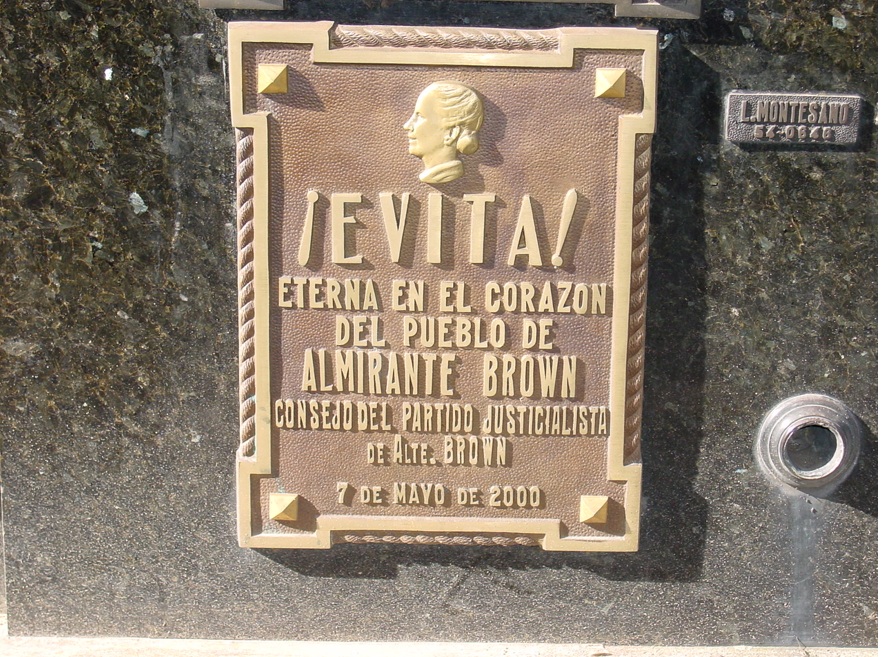 ¡EVITA!
ETERNA EN EL CORAZON
DEL PUEBLO DE
ALMIRANTE BROWN
CONSEJO DEL PARTIDO JUSTICIALISTA
DE ALTE. BROWN
7 DE MAYO DE 2000
L. MONTESANO